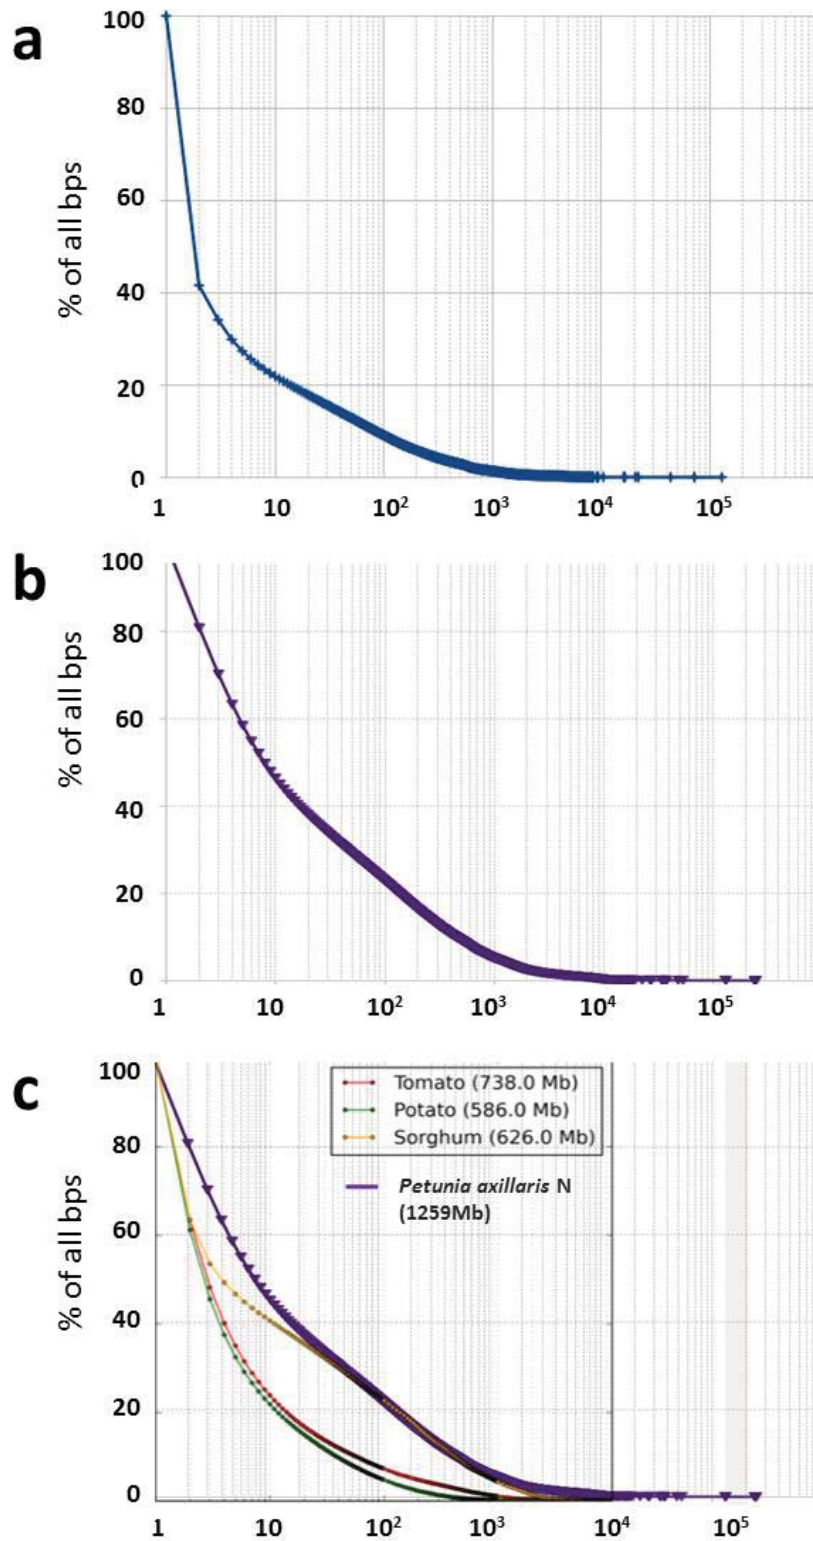 a
% of all bps
100
80
60
40
20
0
1 10 10² 10³ 10⁴ 10⁵
b
% of all bps
100
80
60
40
20
0
1 10 10² 10³ 10⁴ 10⁵
c
% of all bps
100
80
60
40
20
0
Tomato (738.0 Mb)
Potato (586.0 Mb)
Sorghum (626.0 Mb)
Petunia axillaris N
(1259Mb)
1 10 10² 10³ 10⁴ 10⁵